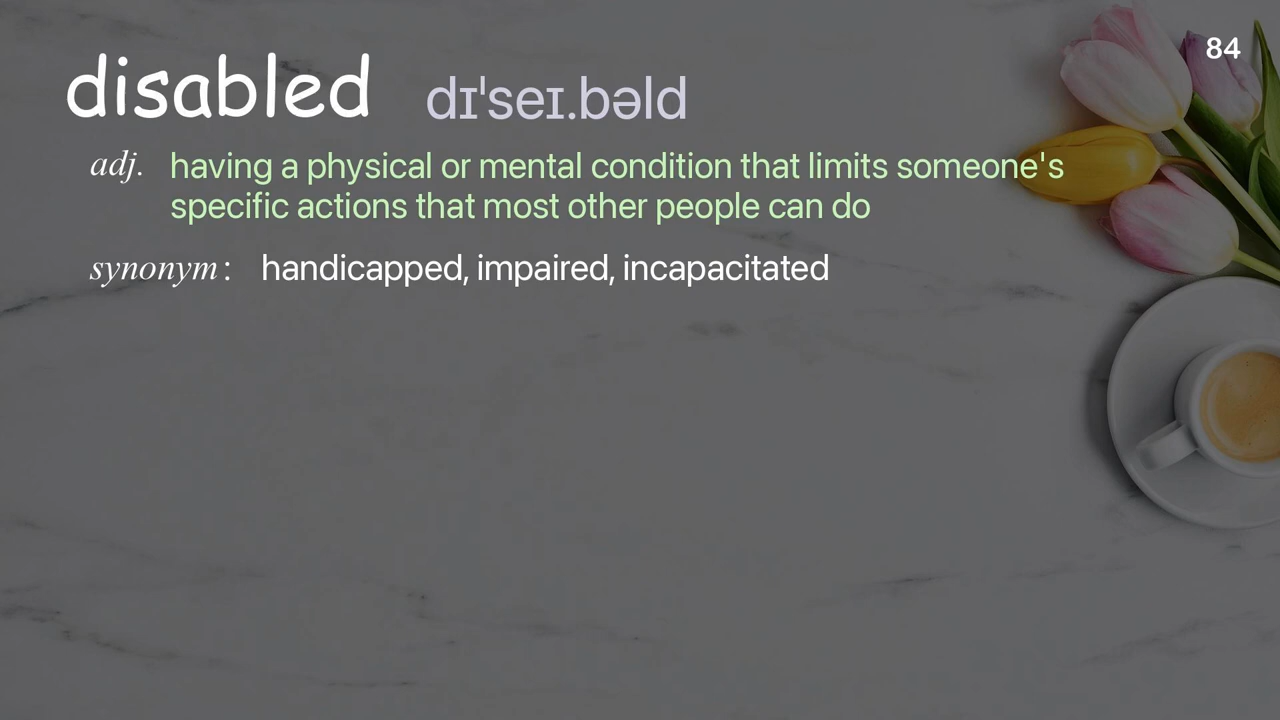 84
disabled dɪˈseɪ.bəld
adj. having a physical or mental condition that limits someone's
specific actions that most other people can do
synonym : handicapped, impaired, incapacitated